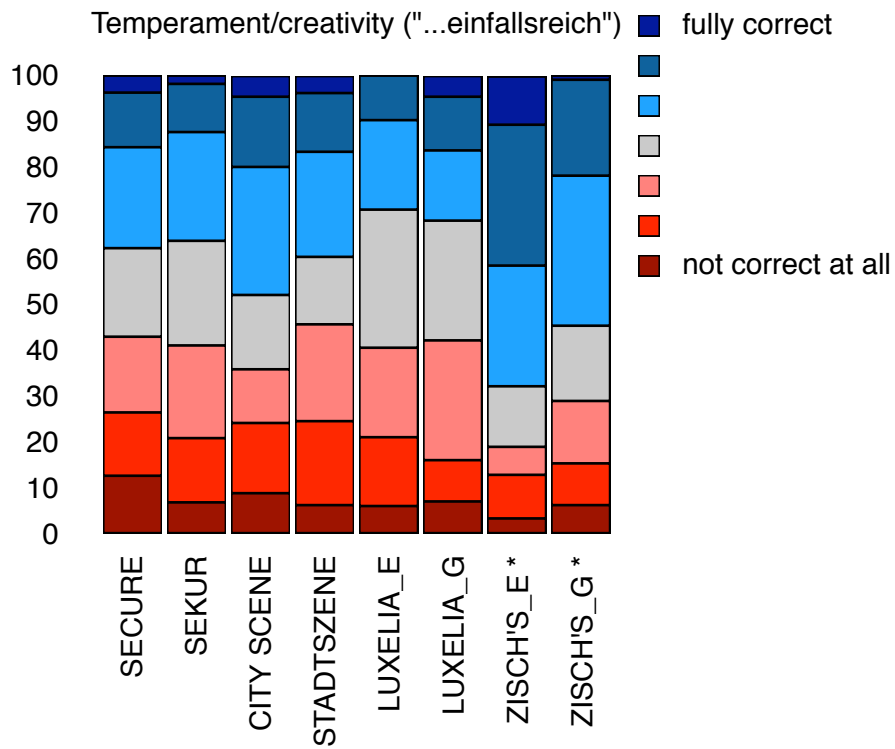 Temperament/creativity ("...einfallsreich")
fully correct
not correct at all
100
90
80
70
60
50
40
30
20
10
0
SECURE
SEKUR
CITY SCENE
STADTSZENE
LUXELIA_E
LUXELIA_G
ZISCH'S_E *
ZISCH'S_G *